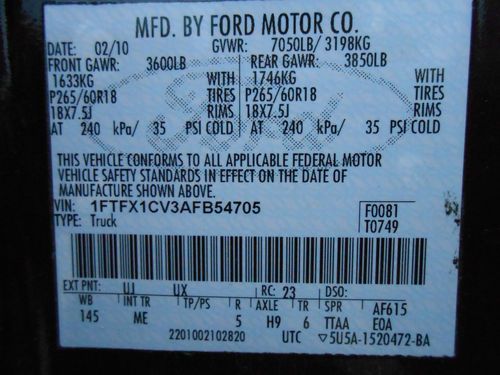 MFD. BY FORD MOTOR CO.
DATE: 02/10 GVWR: 7050LB/ 3198KG
FRONT GAWR: 3600LB REAR GAWR: 3850LB
1633KG WITH 1746KG WITH
P265/60R18 TIRES P265/60R18 TIRES
18X7.5J RIMS 18X7.5J RIMS
AT 240 kPa/ 35 PSI COLD AT 240 kPa/ 35 PSI COLD
THIS VEHICLE CONFORMS TO ALL APPLICABLE FEDERAL MOTOR
VEHICLE SAFETY STANDARDS IN EFFECT ON THE DATE OF
MANUFACTURE SHOWN ABOVE.
VIN: 1FTFX1CV3AFB54705 F0081
TYPE: Truck T0749
EXT PNT: UJ UX RC: 23 DSO:
WB INT TR TP/PS R AXLE TR SPR AF615
145 ME 5 H9 6 TTAA EOA
2201002102820 UTC 5U5A-1520472-BA